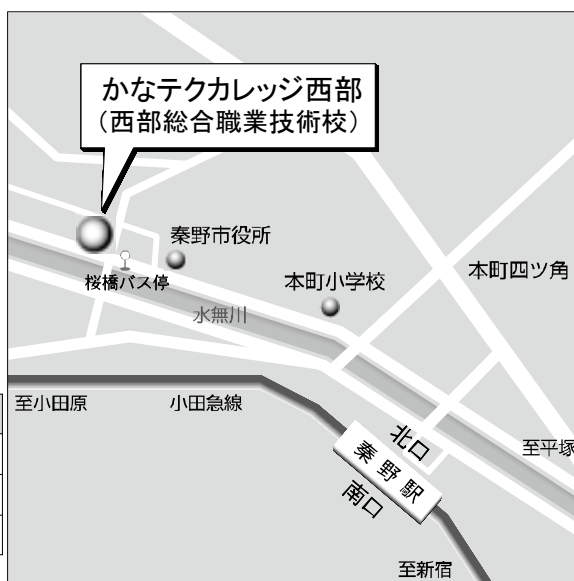 かなテクカレッジ西部
（西部総合職業技術校）
秦野市役所
桜橋バス停
本町小学校
本町四ツ角
水無川
至小田原
小田急線
北口
秦野駅
南口
至平塚
至新宿